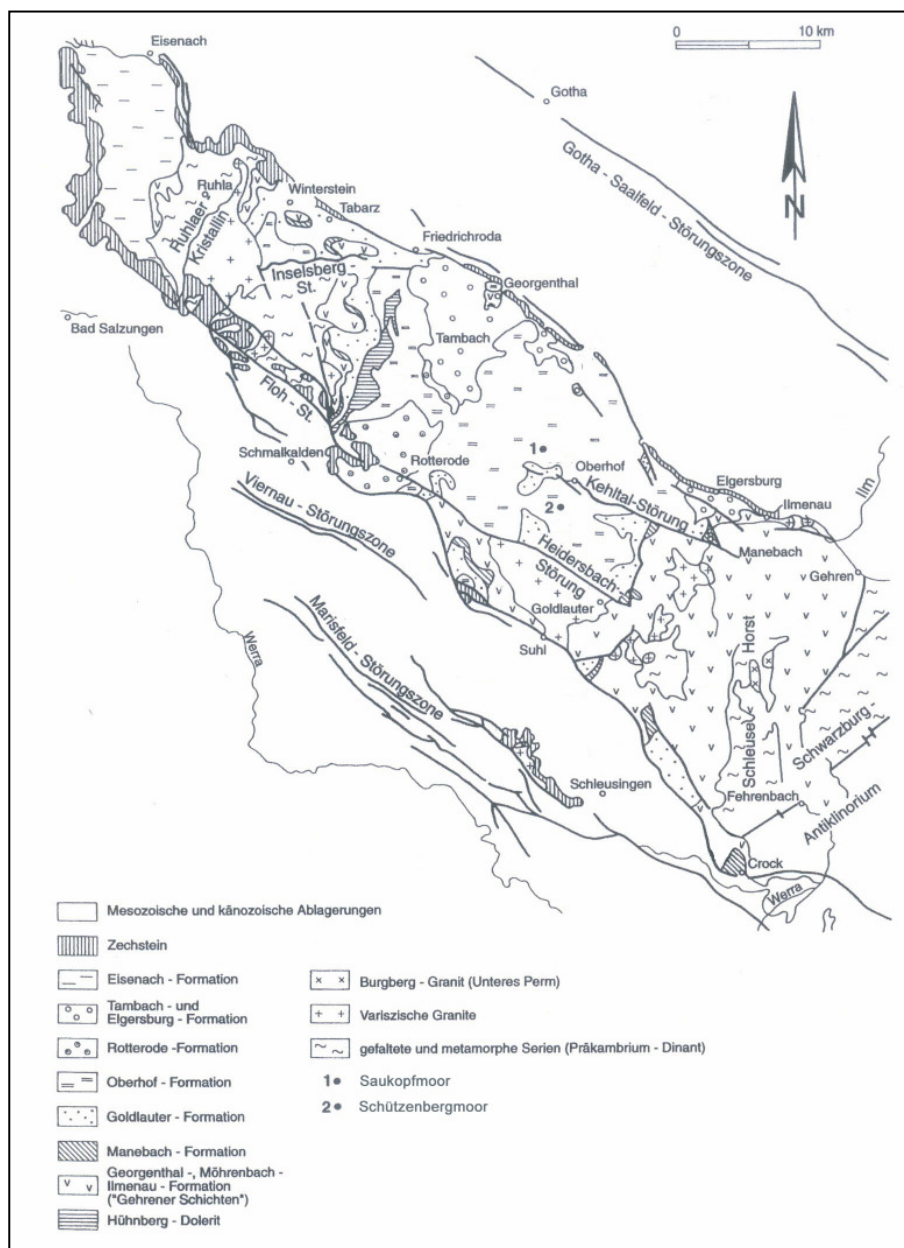 0 10 km
Eisenach
Gotha
Gotha - Saalfeld - Störungszone
N
Ruhla
Winterstein
Tabarz
Ruhlaer
Kristallin
Friedrichroda
Inselsberg
St.
Georgenthal
Bad Salzungen
Tambach
Floh - St.
Schmalkalden
Rotterode
1
Oberhof
Elgersburg
Ilm
Viernau - Störungszone
Kehltal-Störung
Ilmenau
2
Heidersbach-
Störung
Manebach
Gehren
Goldlauter
Marisfeld - Störungszone
Werra
Suhl
Schleuse - Horst
Schwarzburg -
Antiklinorium
Schleusingen
Fehrenbach
Crock
Werra
Mesozoische und känozoische Ablagerungen
Zechstein
Eisenach - Formation
Tambach - und
Elgersburg - Formation
Rotterode -Formation
Oberhof - Formation
Goldlauter - Formation
Manebach - Formation
Georgenthal -, Möhrenbach -
Ilmenau - Formation
("Gehrener Schichten")
Hühnberg - Dolerit
Burgberg - Granit (Unteres Perm)
Variszische Granite
gefaltete und metamorphe Serien (Präkambrium - Dinant)
1 Saukopfmoor
2 Schützenbergmoor